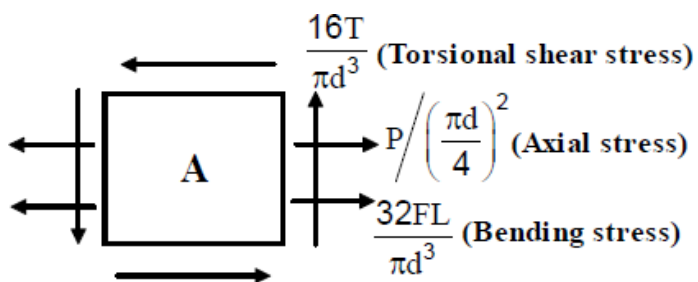 16T/πd³ (Torsional shear stress)
A
P/(πd/4)² (Axial stress)
32FL/πd³ (Bending stress)